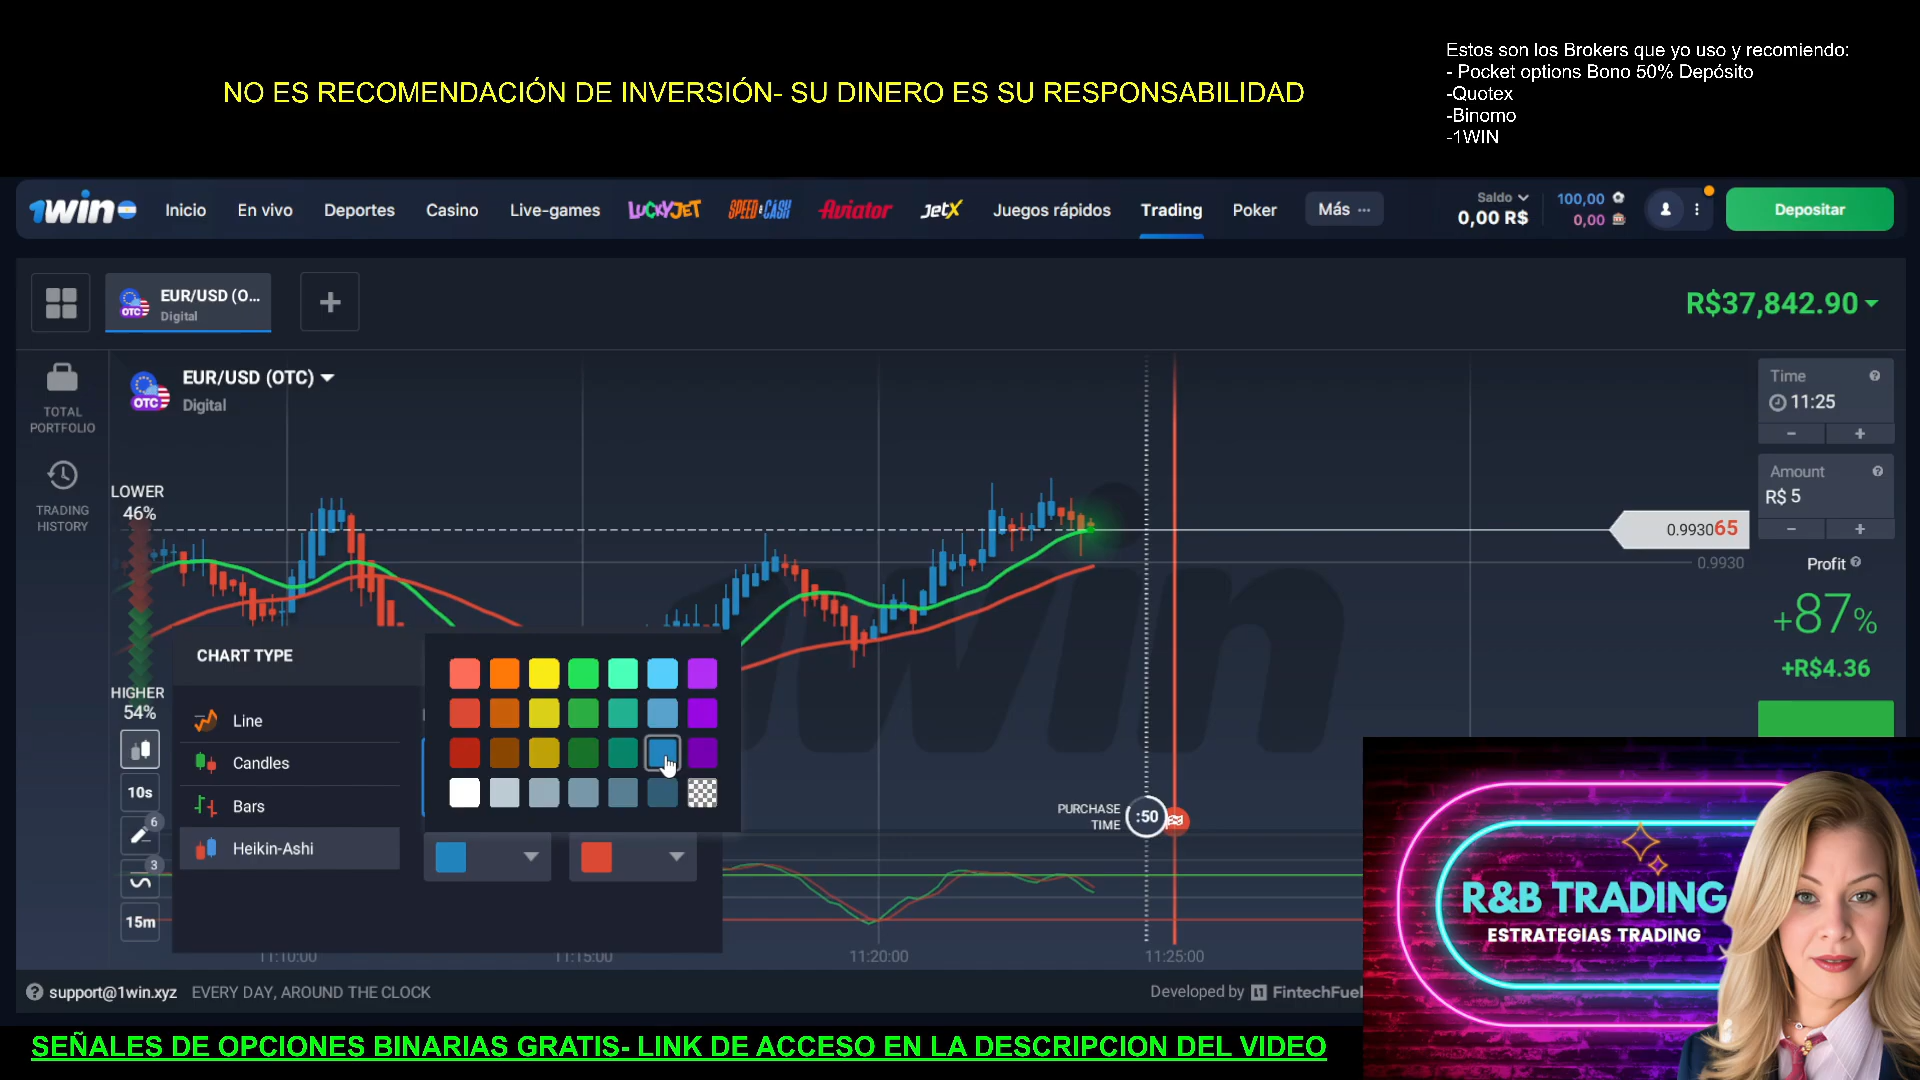 NO ES RECOMENDACIÓN DE INVERSIÓN- SU DINERO ES SU RESPONSABILIDAD
Estos son los Brokers que yo uso y recomiendo:
- Pocket options Bono 50% Depósito
-Quotex
-Binomo
-1WIN
1win
Inicio
En vivo
Deportes
Casino
Live-games
LUCKYJET
SPEED&CASH
Aviator
JetX
Juegos rápidos
Trading
Poker
Más ···
Saldo
0,00 R$
100,00
0,00
Depositar
OTC
EUR/USD (O...
Digital
+
R$37,842.90
TOTAL
PORTFOLIO
TRADING
HISTORY
OTC
EUR/USD (OTC)
Digital
LOWER
46%
HIGHER
54%
10s
6
3
15m
CHART TYPE
Line
Candles
Bars
Heikin-Ashi
1win
0.993065
0.9930
PURCHASE
TIME
:50
11:10:00
11:15:00
11:20:00
11:25:00
Time
11:25
− +
Amount
R$ 5
− +
Profit
+87%
+R$4.36
R&B TRADING
ESTRATEGIAS TRADING
support@1win.xyz
EVERY DAY, AROUND THE CLOCK
Developed by
FintechFuel
SEÑALES DE OPCIONES BINARIAS GRATIS- LINK DE ACCESO EN LA DESCRIPCION DEL VIDEO